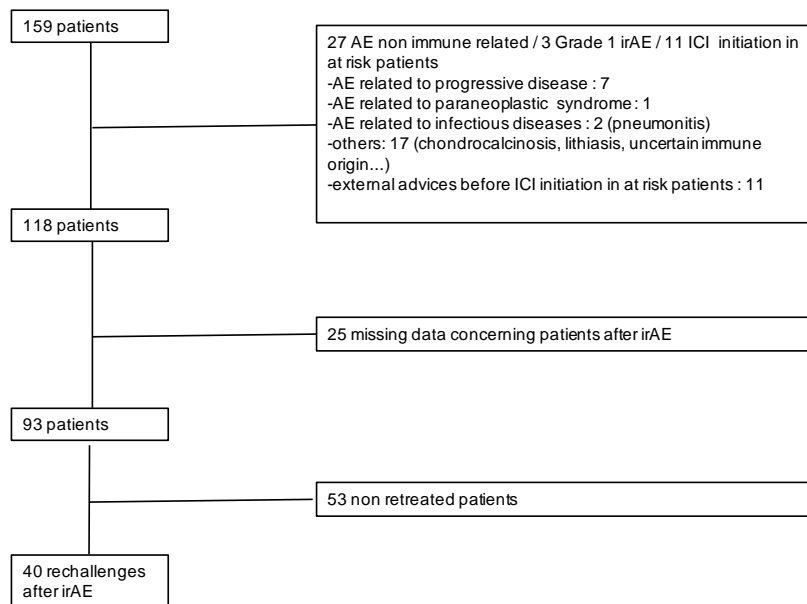 159 patients
27 AE non immune related / 3 Grade 1 irAE / 11 ICI initiation in
at risk patients
-AE related to progressive disease : 7
-AE related to paraneoplastic syndrome : 1
-AE related to infectious diseases : 2 (pneumonitis)
-others: 17 (chondrocalcinosis, lithiasis, uncertain immune
origin...)
-external advices before ICI initiation in at risk patients : 11
118 patients
25 missing data concerning patients after irAE
93 patients
53 non retreated patients
40 rechallenges
after irAE